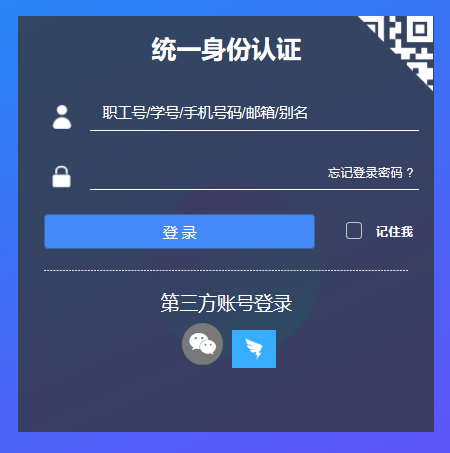 统一身份认证
职工号/学号/手机号码/邮箱/别名
忘记登录密码？
登 录
记住我
第三方账号登录